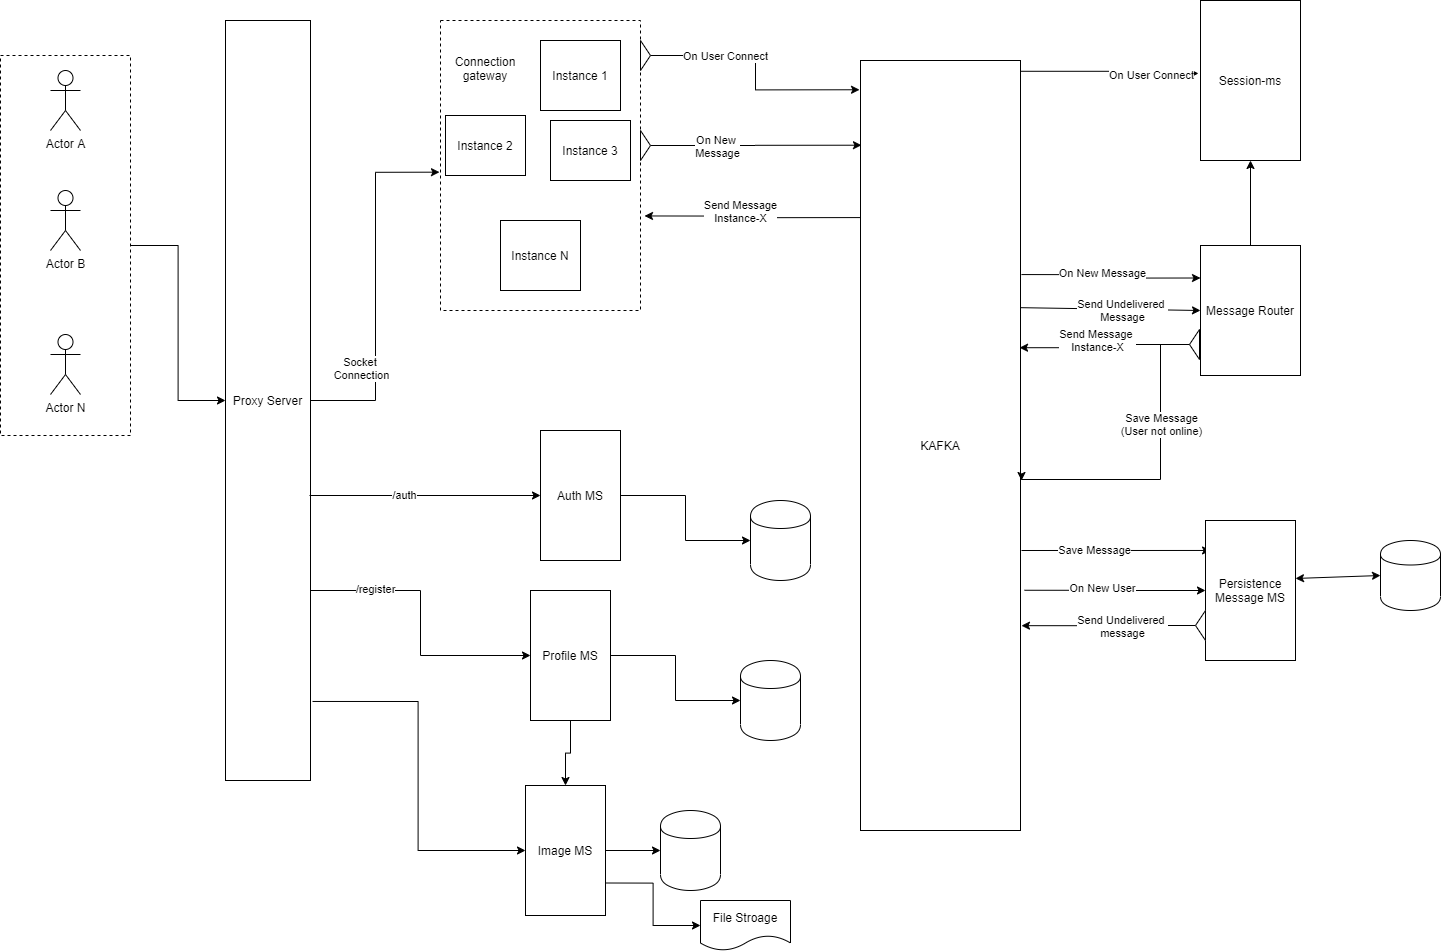 Actor A
Actor B
Actor N
Proxy Server
Socket
Connection
Connection
gateway
Instance 1
Instance 2
Instance 3
Instance N
On User Connect
On New
Message
Send Message
Instance-X
KAFKA
On User Connect
Session-ms
On New Message
Send Undelivered
Message
Send Message
Instance-X
Message Router
Save Message
(User not online)
Save Message
On New User
Send Undelivered
message
Persistence
Message MS
/auth
Auth MS
/register
Profile MS
Image MS
File Stroage